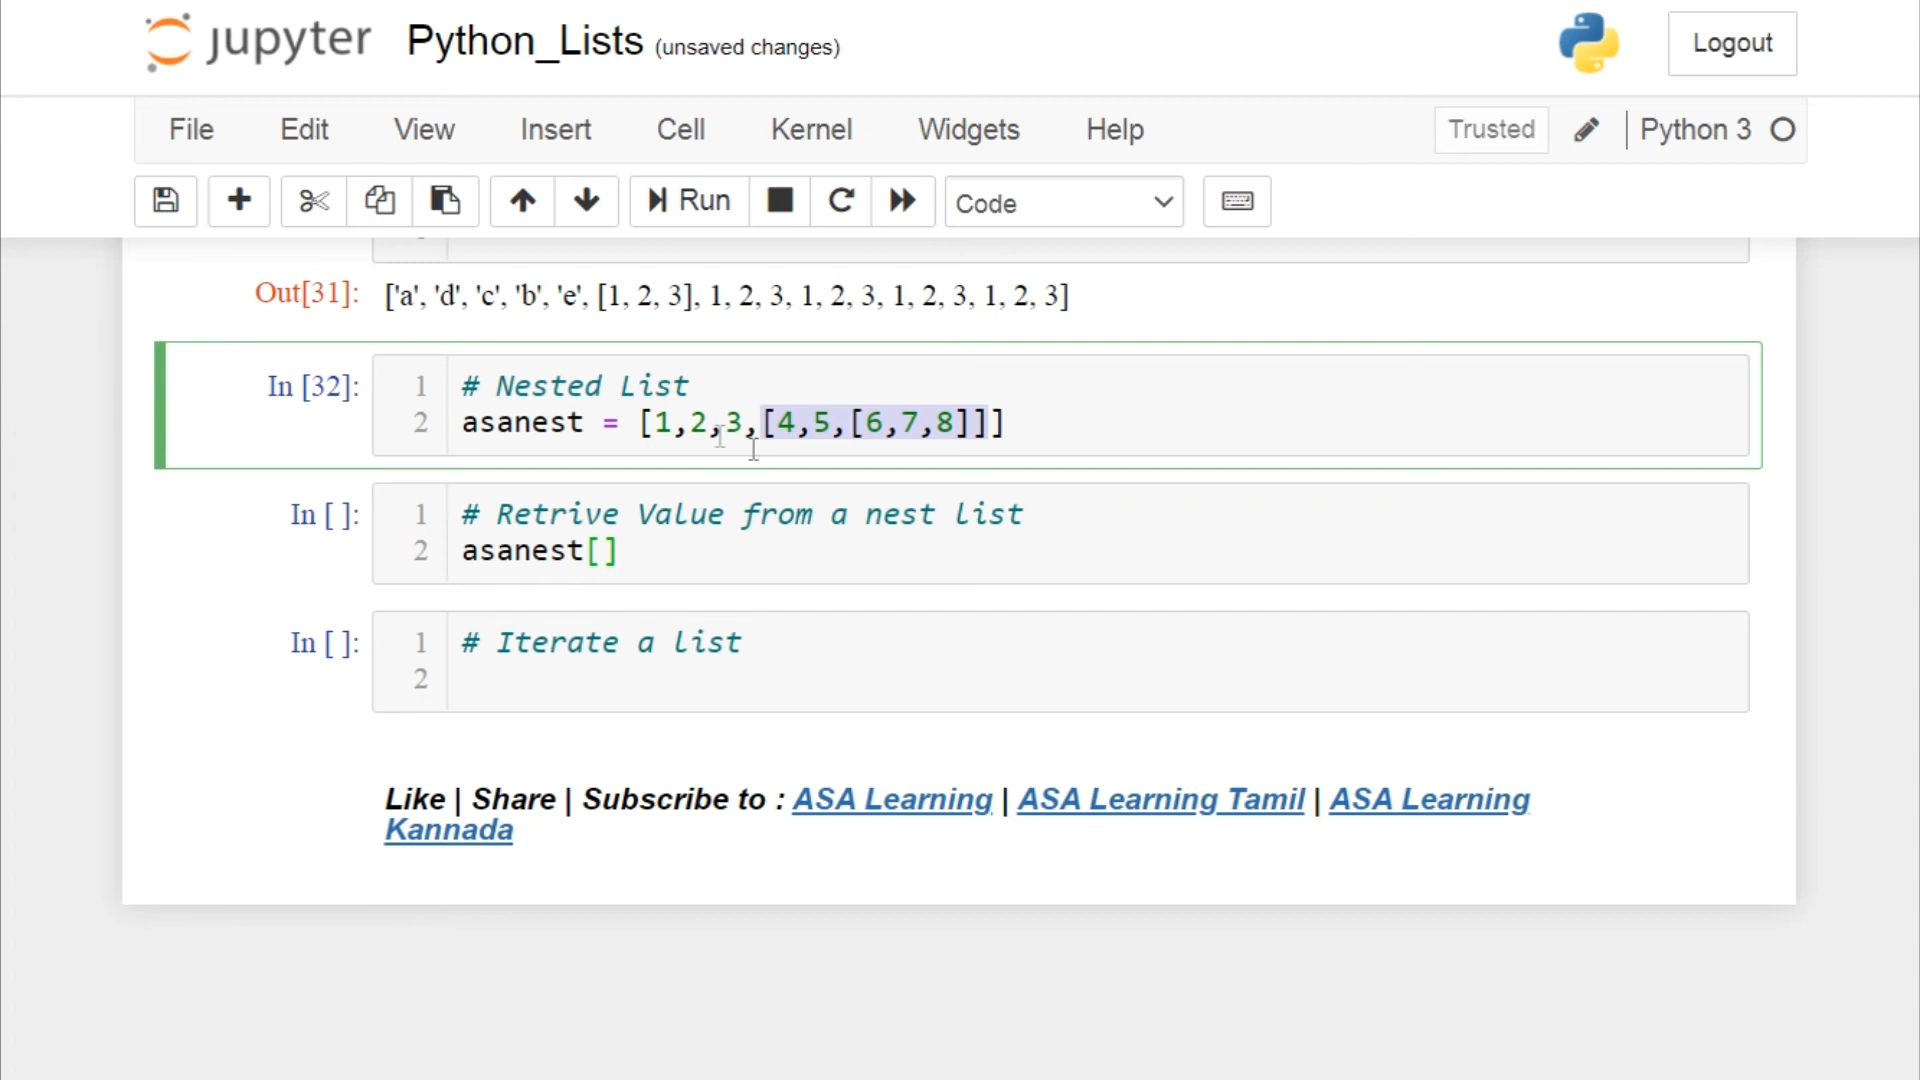 jupyter Python_Lists (unsaved changes) Logout
File Edit View Insert Cell Kernel Widgets Help Trusted Python 3
Run Code
Out[31]: ['a', 'd', 'c', 'b', 'e', [1, 2, 3], 1, 2, 3, 1, 2, 3, 1, 2, 3, 1, 2, 3]
In [32]: 1 # Nested List
2 asanest = [1,2,3,[4,5,[6,7,8]]]
In [ ]: 1 # Retrive Value from a nest list
2 asanest[]
In [ ]: 1 # Iterate a list
2
Like | Share | Subscribe to : ASA Learning | ASA Learning Tamil | ASA Learning
Kannada